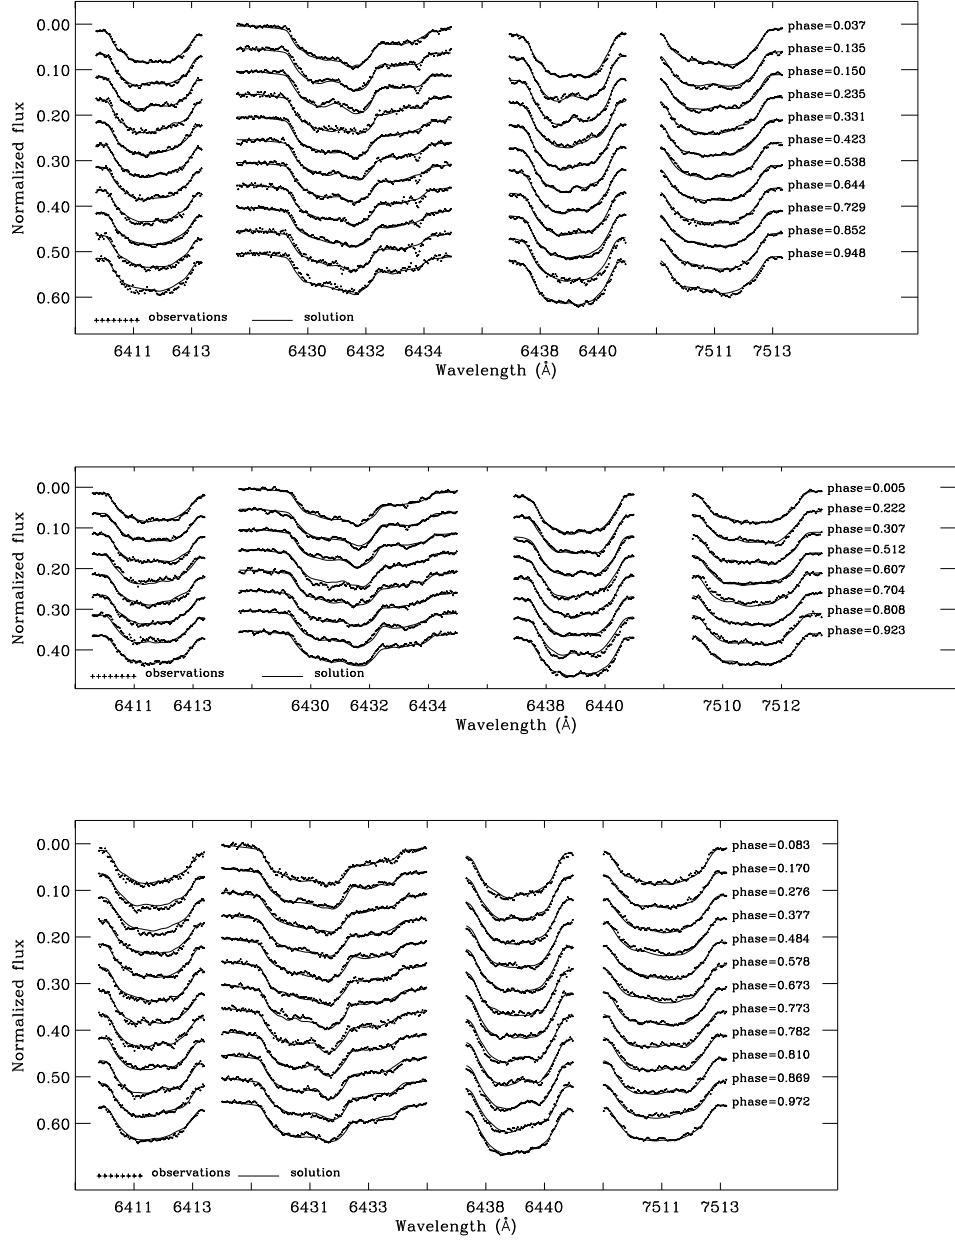 0.00
0.10
0.20
0.30
0.40
0.50
0.60
Normalized flux
phase=0.037
phase=0.135
phase=0.150
phase=0.235
phase=0.331
phase=0.423
phase=0.538
phase=0.644
phase=0.729
phase=0.852
phase=0.948
observations solution
6411 6413 6430 6432 6434 6438 6440 7511 7513
Wavelength (Å)
0.00
0.10
0.20
0.30
0.40
Normalized flux
phase=0.005
phase=0.222
phase=0.307
phase=0.512
phase=0.607
phase=0.704
phase=0.808
phase=0.923
observations solution
6411 6413 6430 6432 6434 6438 6440 7510 7512
Wavelength (Å)
0.00
0.10
0.20
0.30
0.40
0.50
0.60
Normalized flux
phase=0.083
phase=0.170
phase=0.276
phase=0.377
phase=0.484
phase=0.578
phase=0.673
phase=0.773
phase=0.782
phase=0.810
phase=0.869
phase=0.972
observations solution
6411 6413 6431 6433 6438 6440 7511 7513
Wavelength (Å)